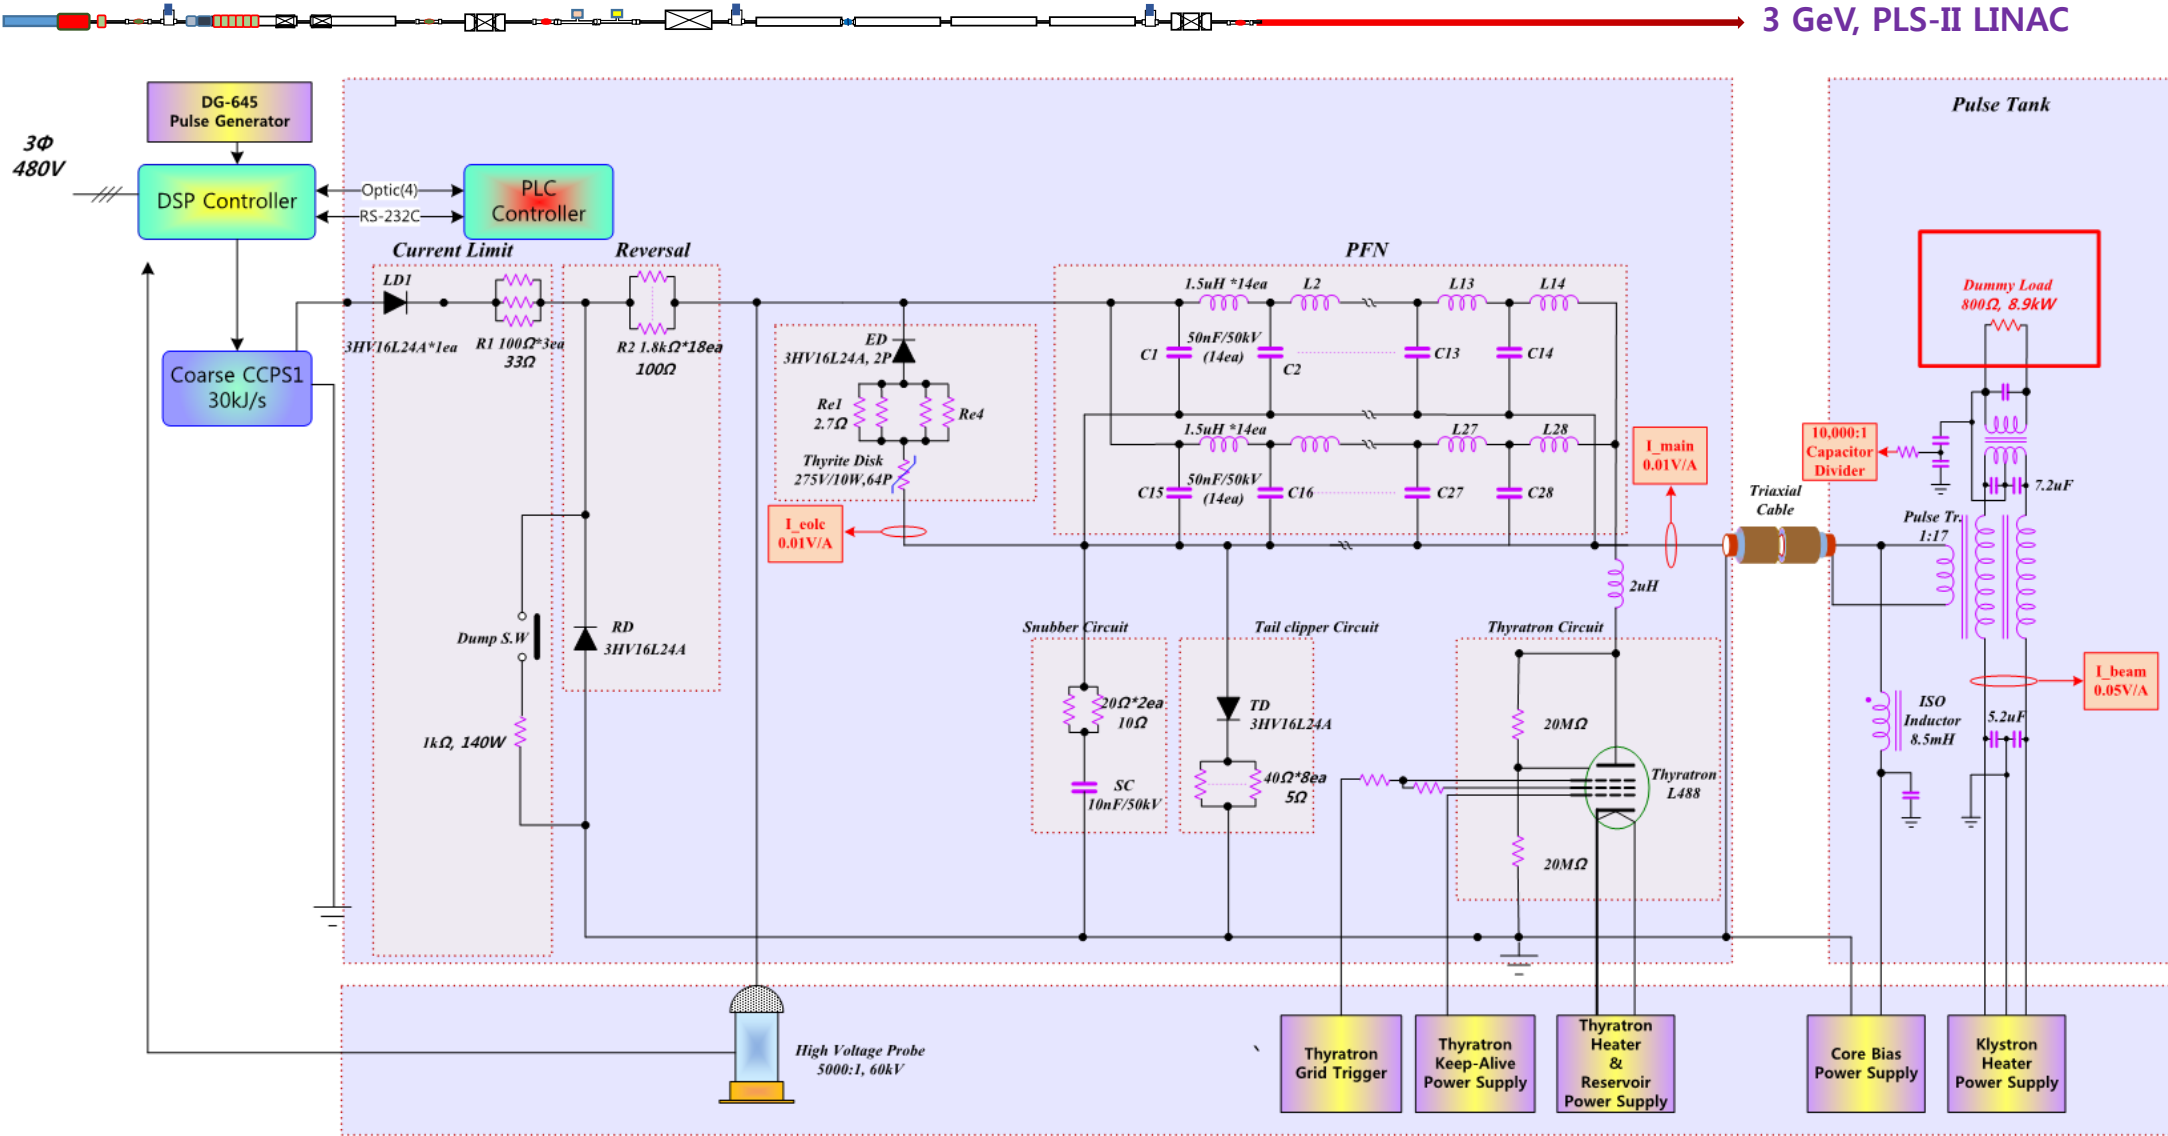 3 GeV, PLS-II LINAC
DG-645
Pulse Generator
3Φ
480V
DSP Controller
Optic(4)
RS-232C
PLC
Controller
Coarse CCPS1
30kJ/s
Current Limit
LD1
3HV16L24A*1ea
R1 100Ω*3ea
33Ω
Reversal
R2 1.8kΩ*18ea
100Ω
Dump S.W
1kΩ, 140W
RD
3HV16L24A
ED
3HV16L24A, 2P
Re1
2.7Ω
Re4
Thyrite Disk
275V/10W,64P
I_eolc
0.01V/A
PFN
1.5uH *14ea
L2
L13
L14
C1
50nF/50kV
(14ea)
C2
C13
C14
1.5uH *14ea
L27
L28
C15
50nF/50kV
(14ea)
C16
C27
C28
I_main
0.01V/A
2uH
Snubber Circuit
20Ω*2ea
10Ω
SC
10nF/50kV
Tail clipper Circuit
TD
3HV16L24A
40Ω*8ea
5Ω
Thyratron Circuit
20MΩ
20MΩ
Thyratron
L488
Triaxial
Cable
Pulse Tank
Dummy Load
800Ω, 8.9kW
10,000:1
Capacitor
Divider
7.2uF
Pulse Tr.
1:17
I_beam
0.05V/A
ISO
Inductor
8.5mH
5.2uF
High Voltage Probe
5000:1, 60kV
Thyratron
Grid Trigger
Thyratron
Keep-Alive
Power Supply
Thyratron
Heater
&
Reservoir
Power Supply
Core Bias
Power Supply
Klystron
Heater
Power Supply